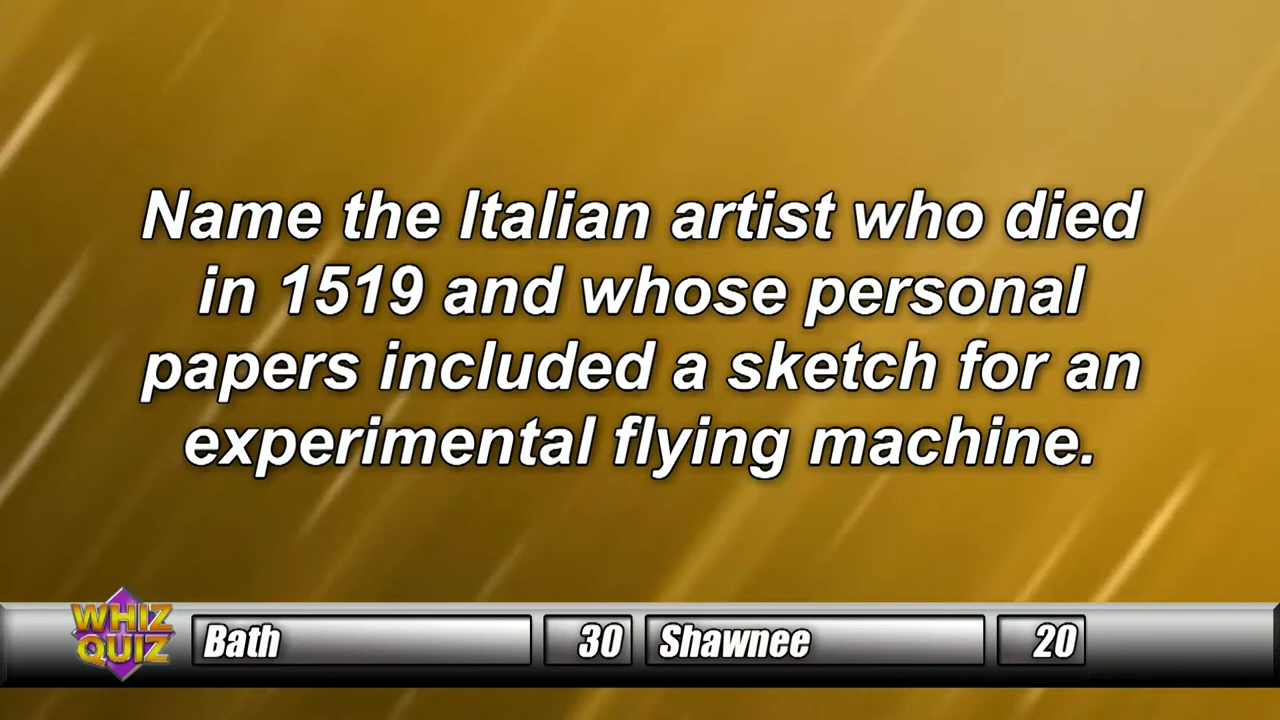 Name the Italian artist who died
in 1519 and whose personal
papers included a sketch for an
experimental flying machine.
WHIZ
QUIZ
Bath 30 Shawnee 20